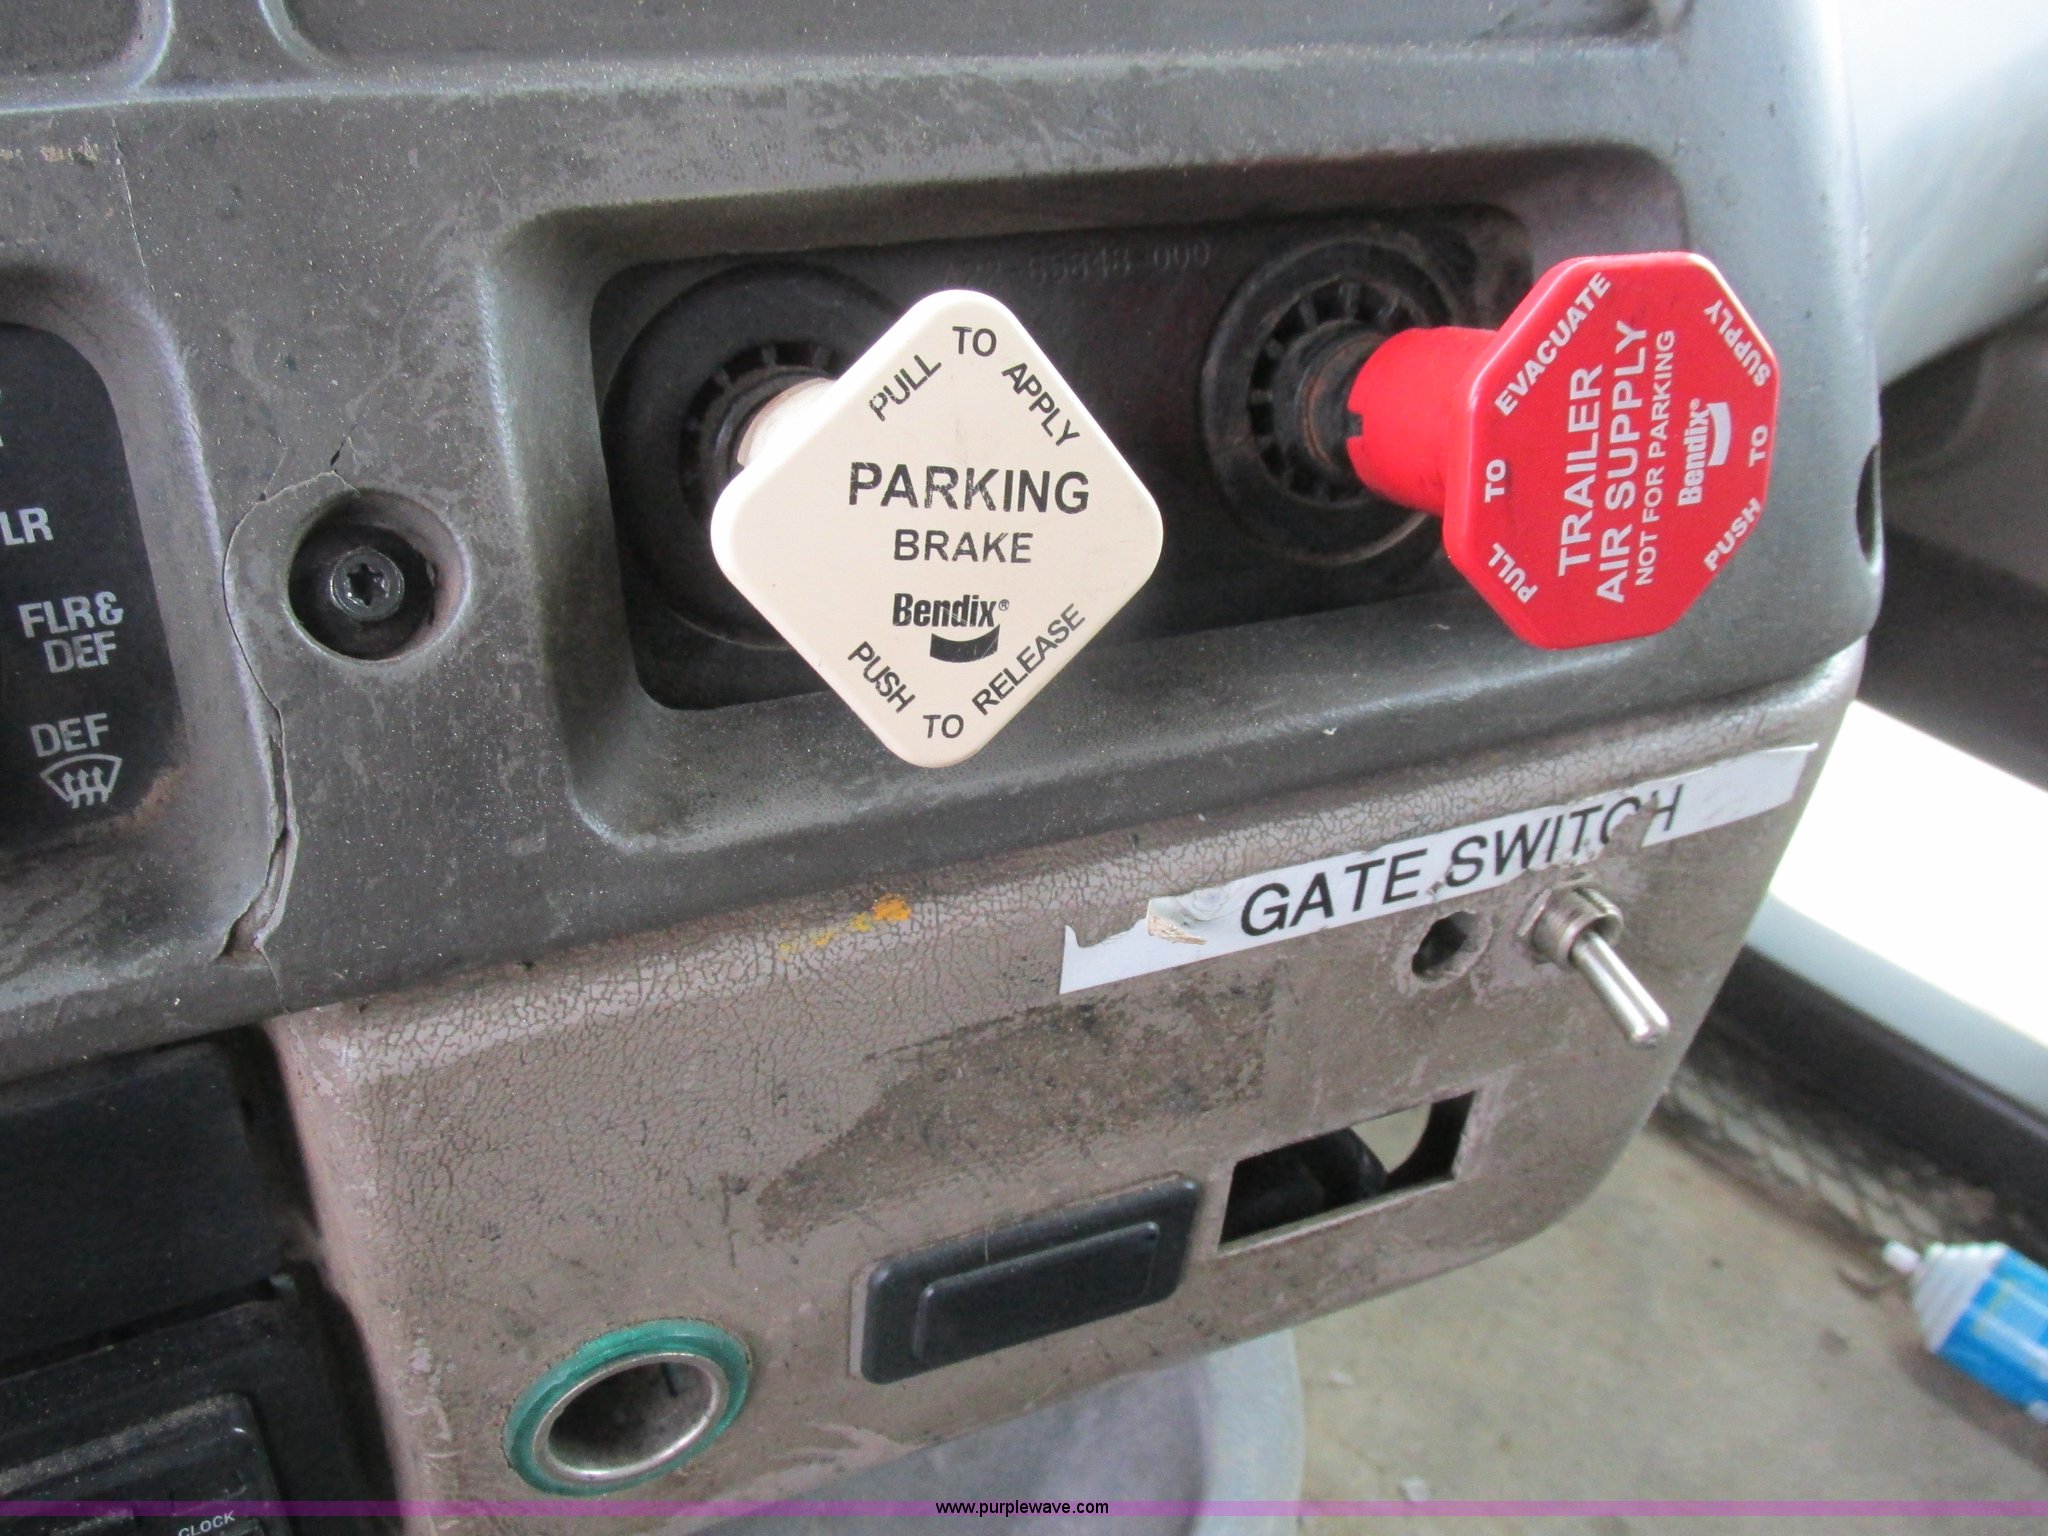 LR
FLR&
DEF
DEF
PULL TO APPLY
PARKING
BRAKE
Bendix®
PUSH TO RELEASE
PULL TO EVACUATE
TRAILER
AIR SUPPLY
NOT FOR PARKING
Bendix
PUSH TO SUPPLY
GATE SWITCH
CLOCK
www.purplewave.com